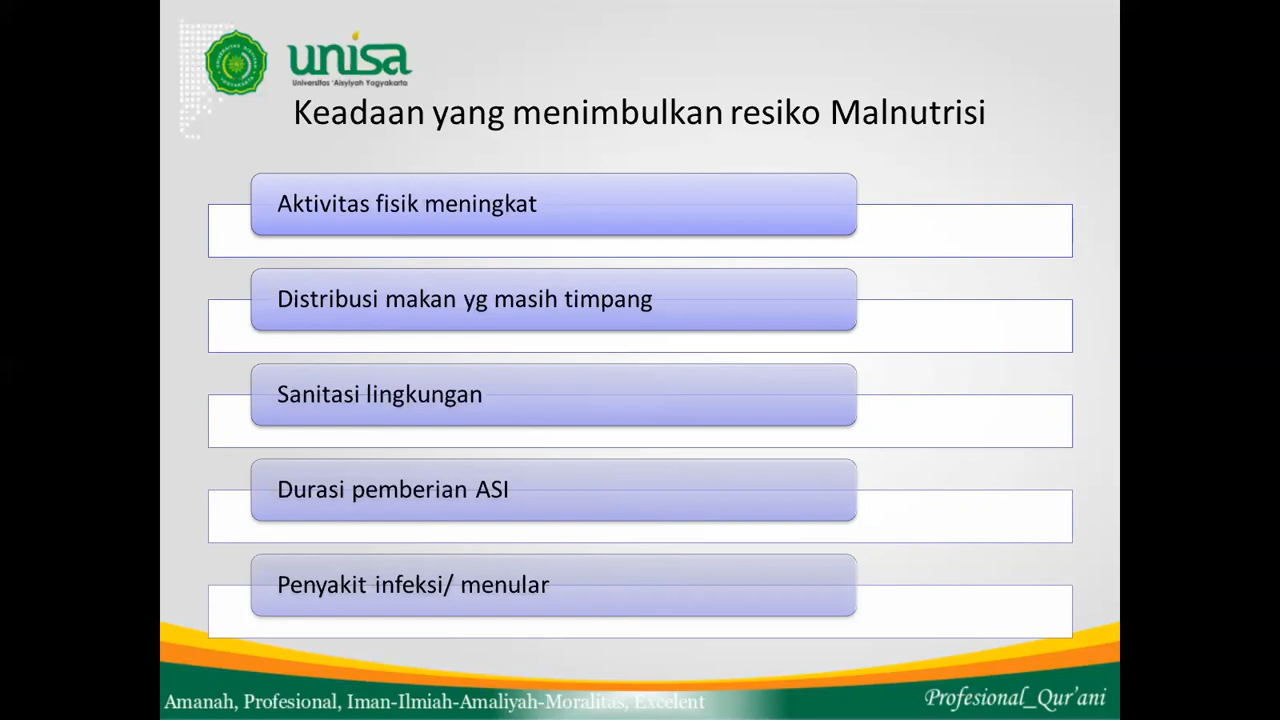 unisa
Universitas 'Aisyiyah Yogyakarta
Keadaan yang menimbulkan resiko Malnutrisi
Aktivitas fisik meningkat
Distribusi makan yg masih timpang
Sanitasi lingkungan
Durasi pemberian ASI
Penyakit infeksi/ menular
Amanah, Profesional, Iman-Ilmiah-Amaliyah-Moralitas, Excelent
Profesional_Qur'ani